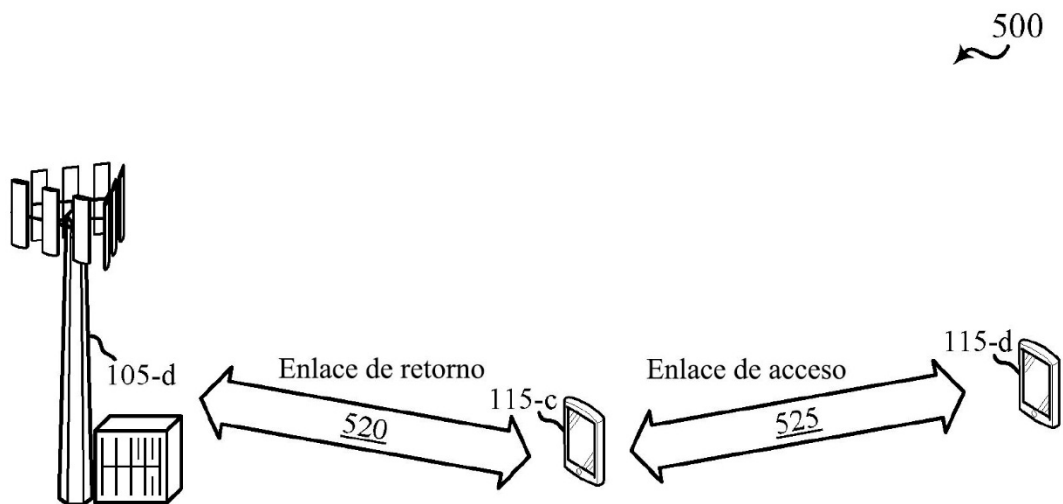 500
105-d
Enlace de retorno
520
115-c
Enlace de acceso
525
115-d